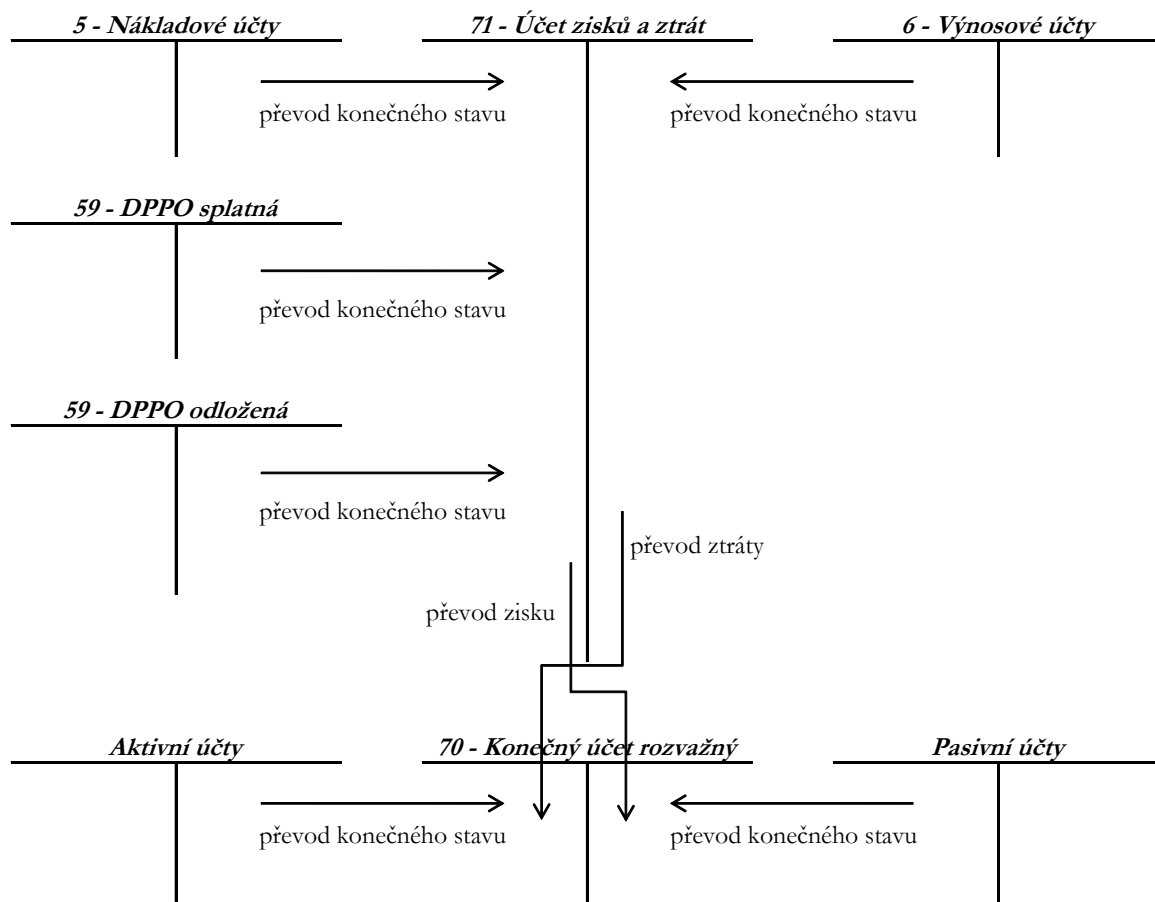 5 - Nákladové účty
71 - Účet zisků a ztrát
6 - Výnosové účty
převod konečného stavu
převod konečného stavu
59 - DPPO splatná
převod konečného stavu
59 - DPPO odložená
převod konečného stavu
převod ztráty
převod zisku
Aktivní účty
70 - Konečný účet rozvažný
Pasivní účty
převod konečného stavu
převod konečného stavu